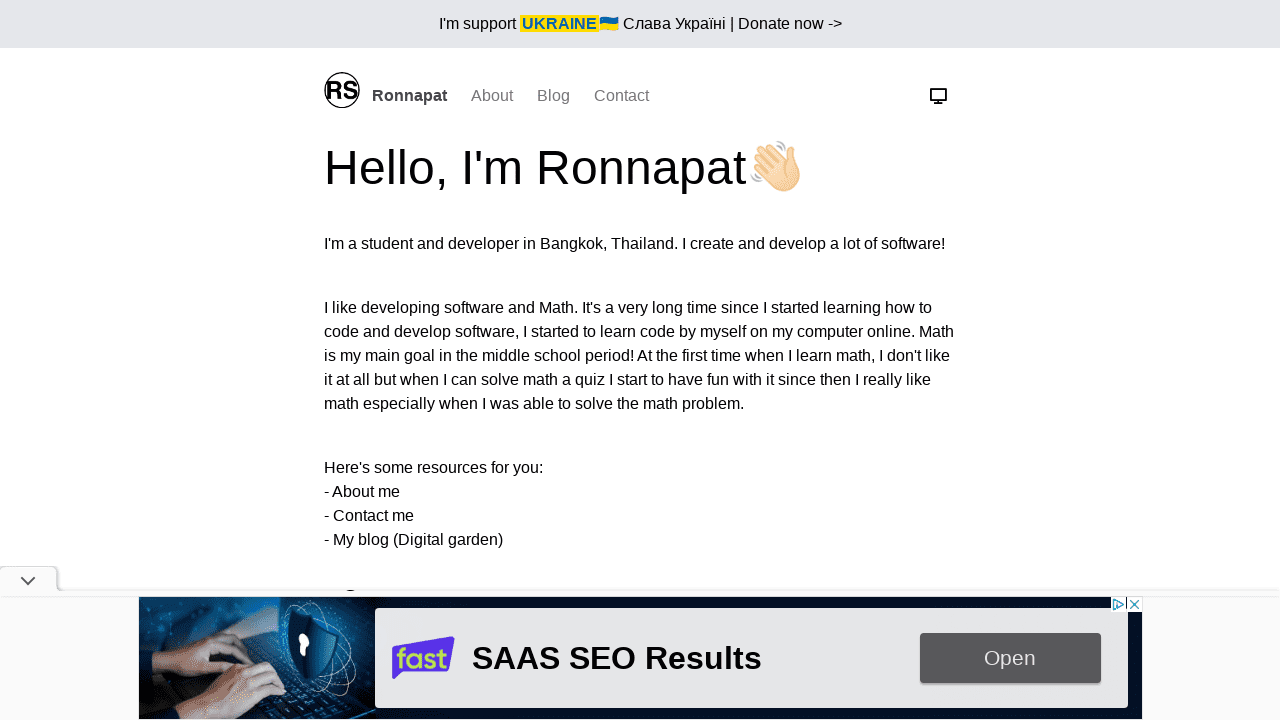 I'm support UKRAINE🇺🇦 Слава Україні | Donate now ->
RS
Ronnapat About Blog Contact
Hello, I'm Ronnapat👋🏻
I'm a student and developer in Bangkok, Thailand. I create and develop a lot of software!
I like developing software and Math. It's a very long time since I started learning how to
code and develop software, I started to learn code by myself on my computer online. Math
is my main goal in the middle school period! At the first time when I learn math, I don't like
it at all but when I can solve math a quiz I start to have fun with it since then I really like
math especially when I was able to solve the math problem.
Here's some resources for you:
- About me
- Contact me
- My blog (Digital garden)
fast
SAAS SEO Results
Open